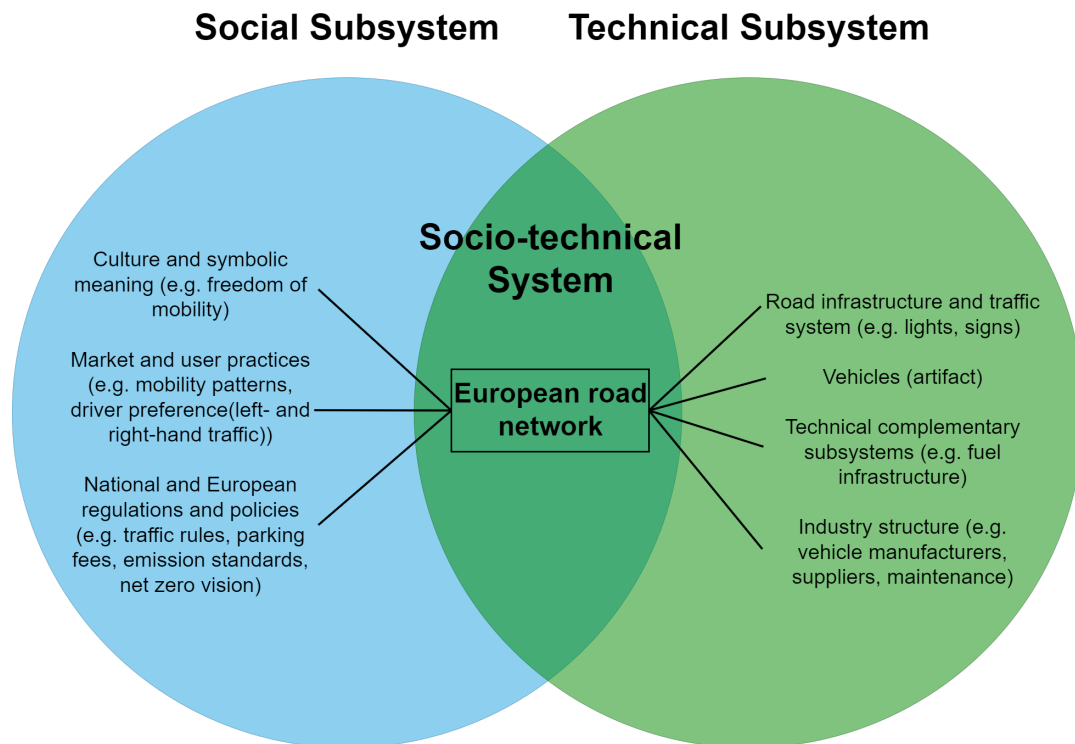 Social Subsystem
Technical Subsystem
Socio-technical
System
European road
network
Culture and symbolic
meaning (e.g. freedom of
mobility)
Market and user practices
(e.g. mobility patterns,
driver preference(left- and
right-hand traffic))
National and European
regulations and policies
(e.g. traffic rules, parking
fees, emission standards,
net zero vision)
Road infrastructure and traffic
system (e.g. lights, signs)
Vehicles (artifact)
Technical complementary
subsystems (e.g. fuel
infrastructure)
Industry structure (e.g.
vehicle manufacturers,
suppliers, maintenance)